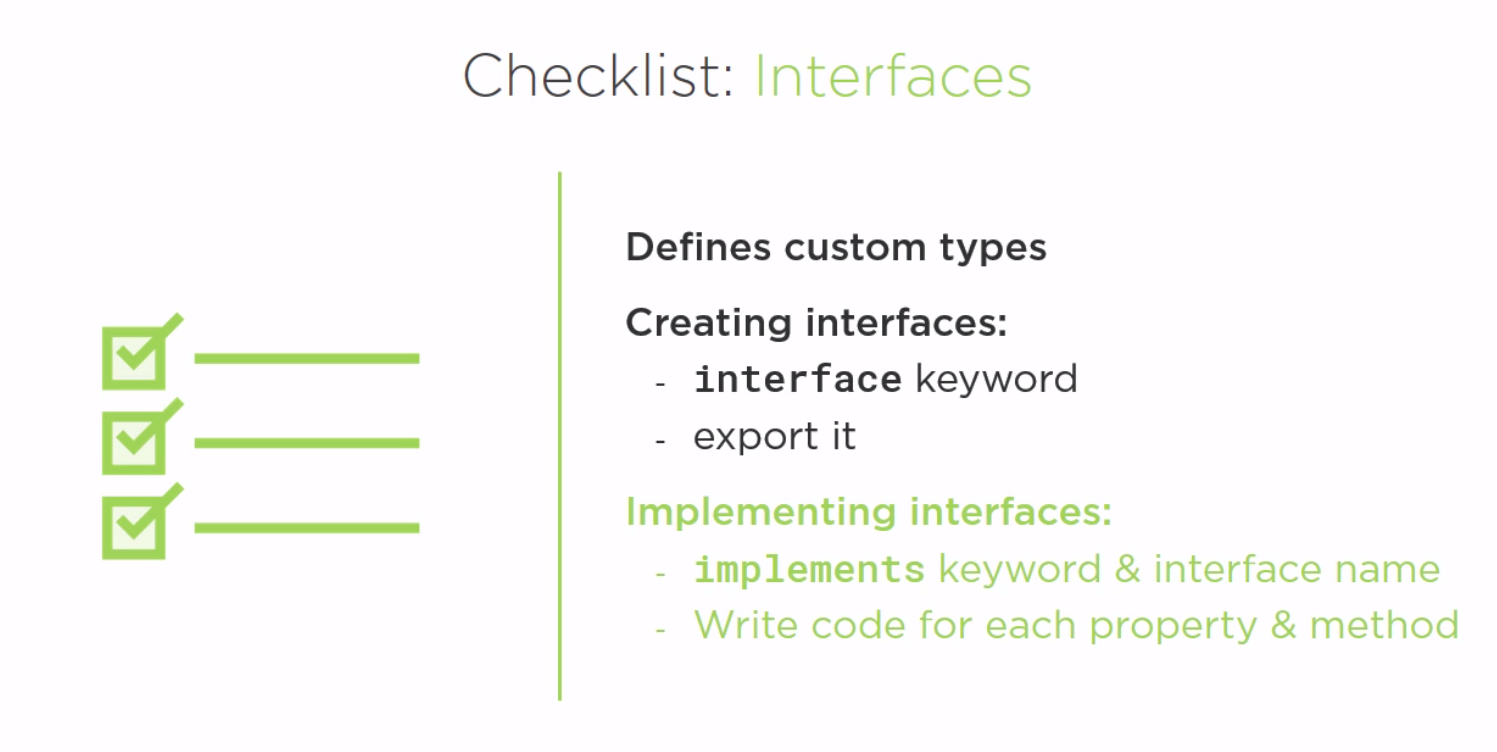 Checklist: Interfaces
Defines custom types
Creating interfaces:
- interface keyword
- export it
Implementing interfaces:
- implements keyword & interface name
- Write code for each property & method